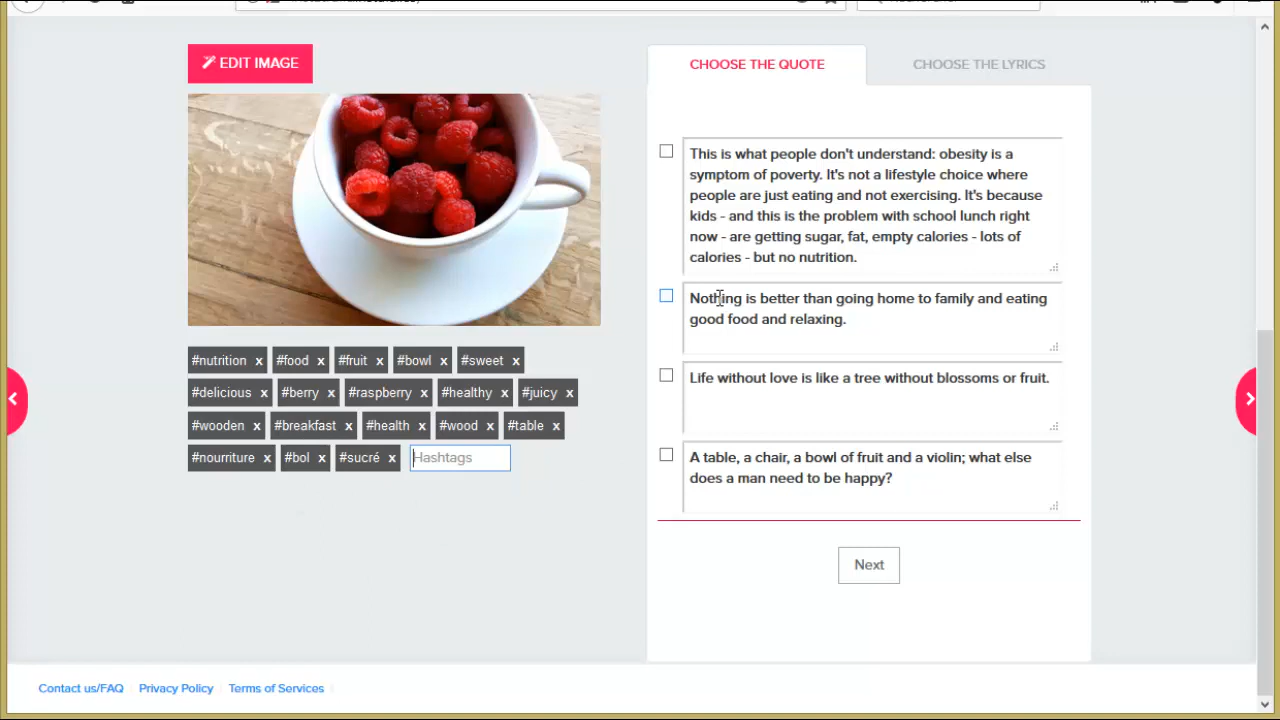 EDIT IMAGE
CHOOSE THE QUOTE
CHOOSE THE LYRICS
This is what people don't understand: obesity is a
symptom of poverty. It's not a lifestyle choice where
people are just eating and not exercising. It's because
kids - and this is the problem with school lunch right
now - are getting sugar, fat, empty calories - lots of
calories - but no nutrition.
Nothing is better than going home to family and eating
good food and relaxing.
Life without love is like a tree without blossoms or fruit.
A table, a chair, a bowl of fruit and a violin; what else
does a man need to be happy?
Next
#nutrition x #food x #fruit x #bowl x #sweet x
#delicious x #berry x #raspberry x #healthy x #juicy x
#wooden x #breakfast x #health x #wood x #table x
#nourriture x #bol x #sucré x Hashtags
Contact us/FAQ Privacy Policy Terms of Services